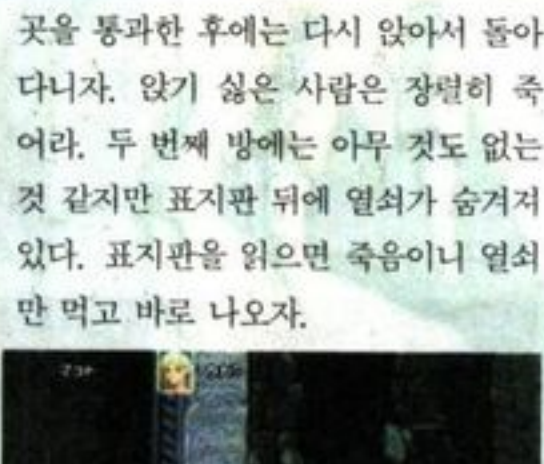 곳을 통과한 후에는 다시 앉아서 돌아
다니자. 앉기 싫은 사람은 장렬히 죽
어라. 두 번째 방에는 아무 것도 없는
것 같지만 표지판 뒤에 열쇠가 숨겨져
있다. 표지판을 읽으면 죽음이니 열쇠
만 먹고 바로 나오자.